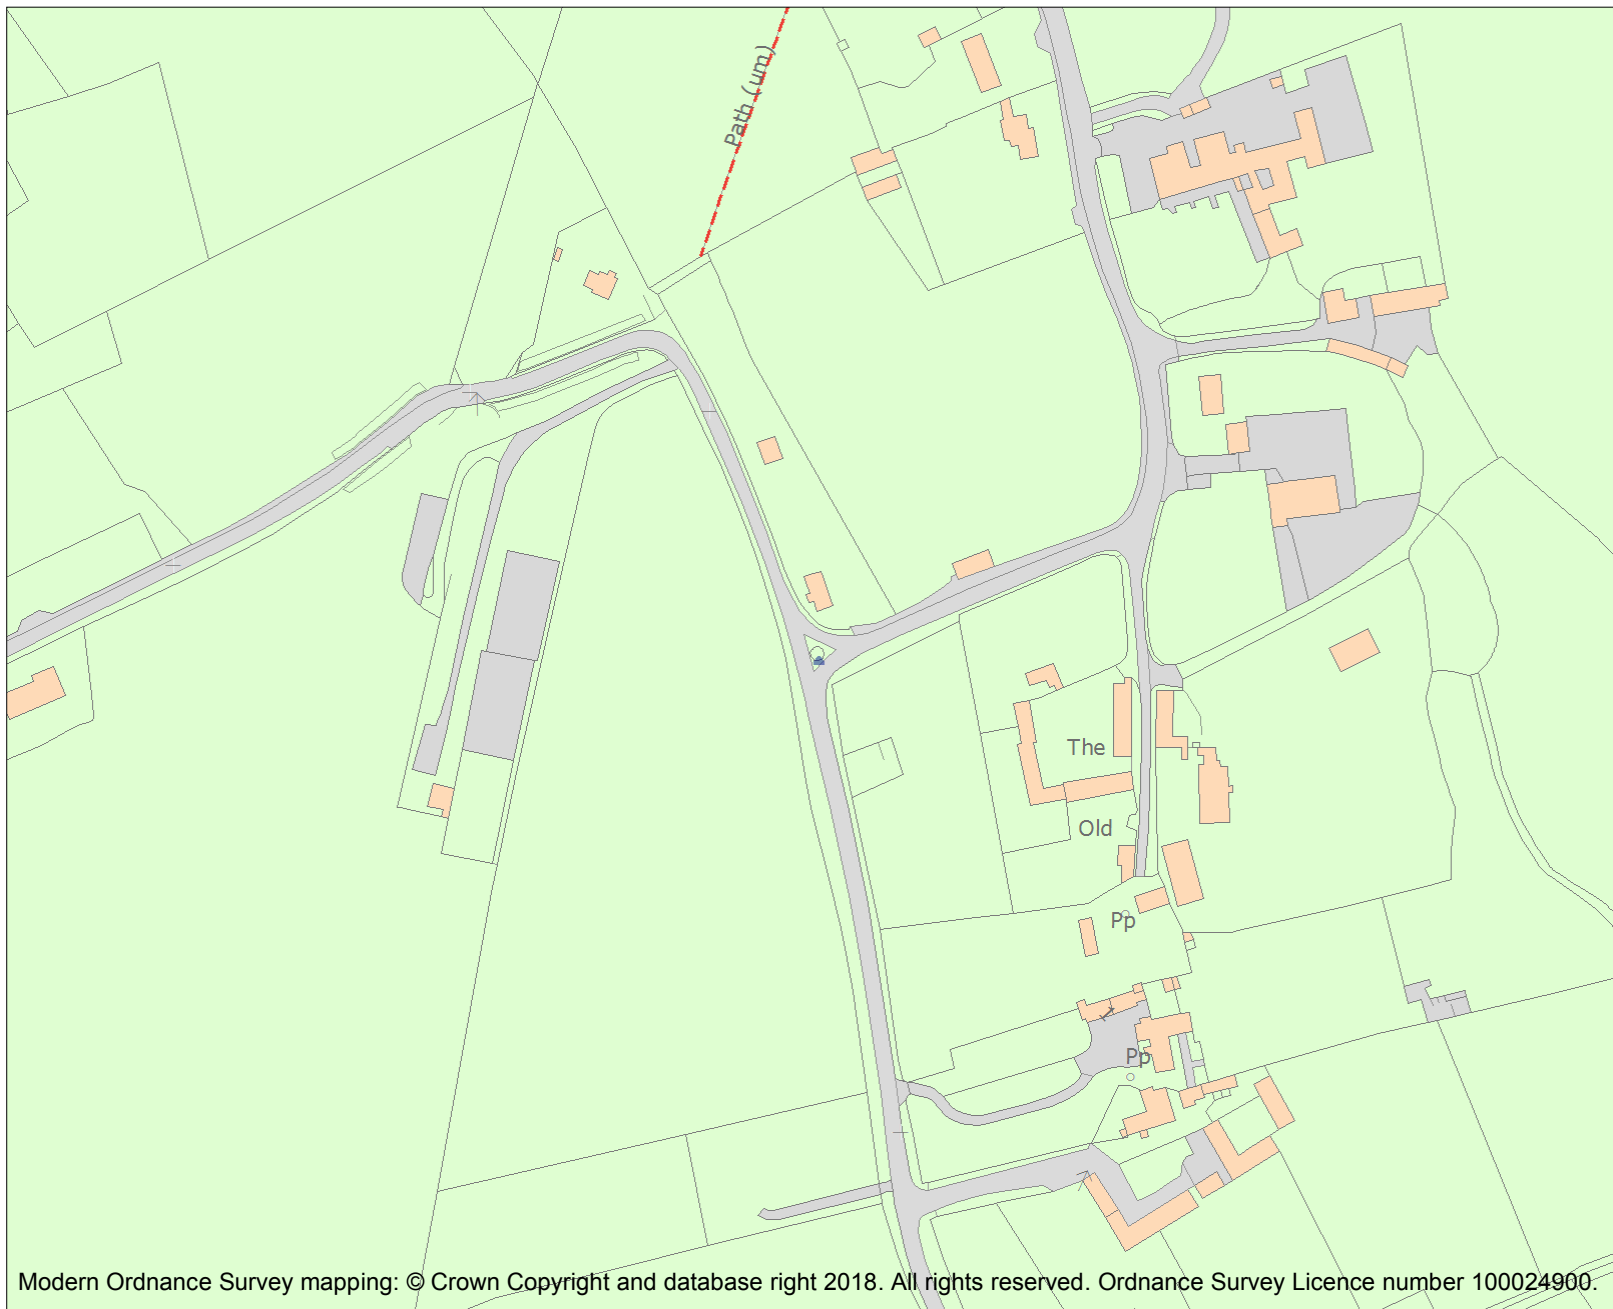 Path (um)
The
Old
Pp
Pp
Modern Ordnance Survey mapping: © Crown Copyright and database right 2018. All rights reserved. Ordnance Survey Licence number 100024900.